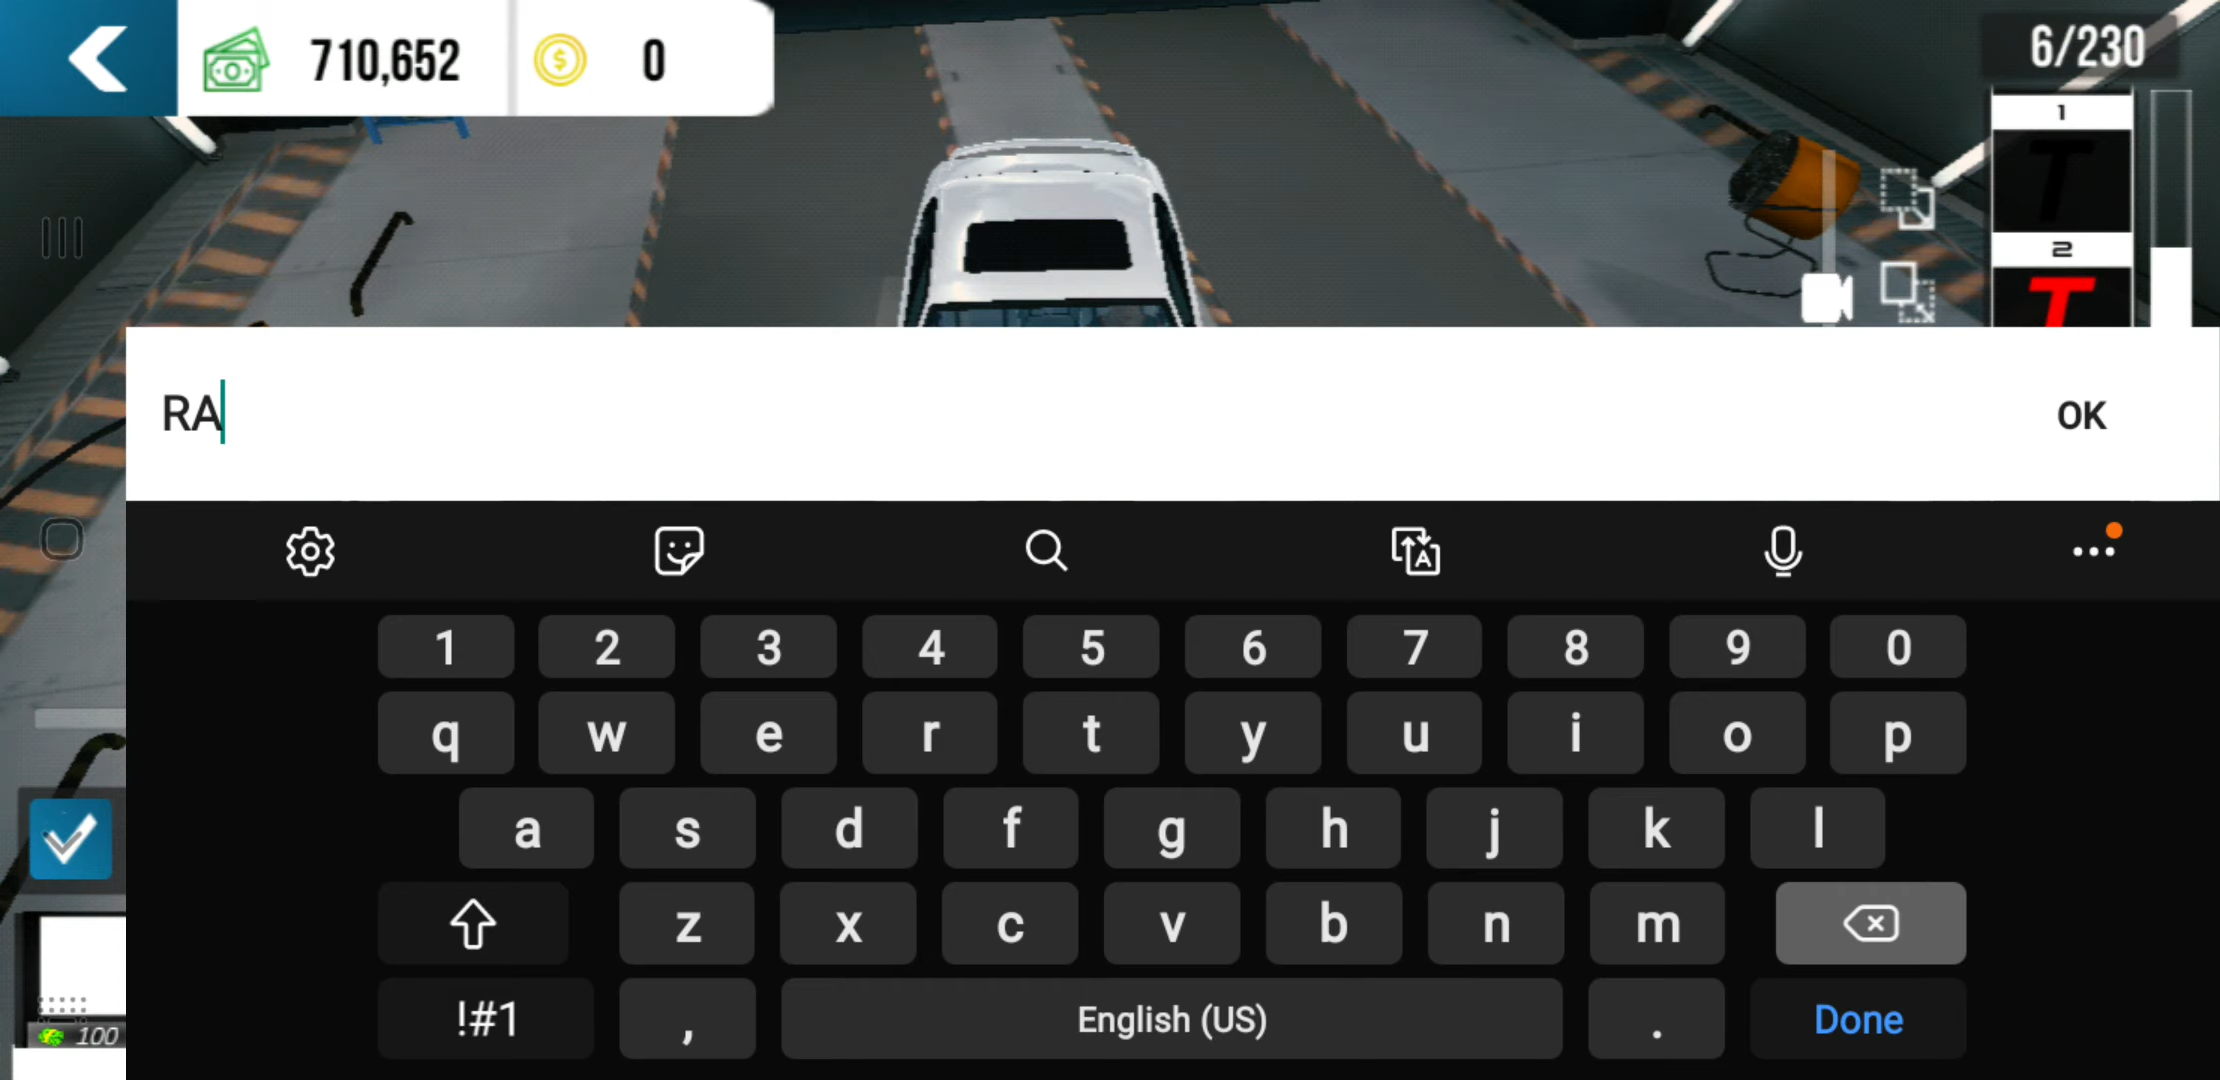 710,652
0
6/230
1
T
2
T
RA
OK
1 2 3 4 5 6 7 8 9 0
q w e r t y u i o p
a s d f g h j k l
z x c v b n m
!#1 , English (US) . Done
100